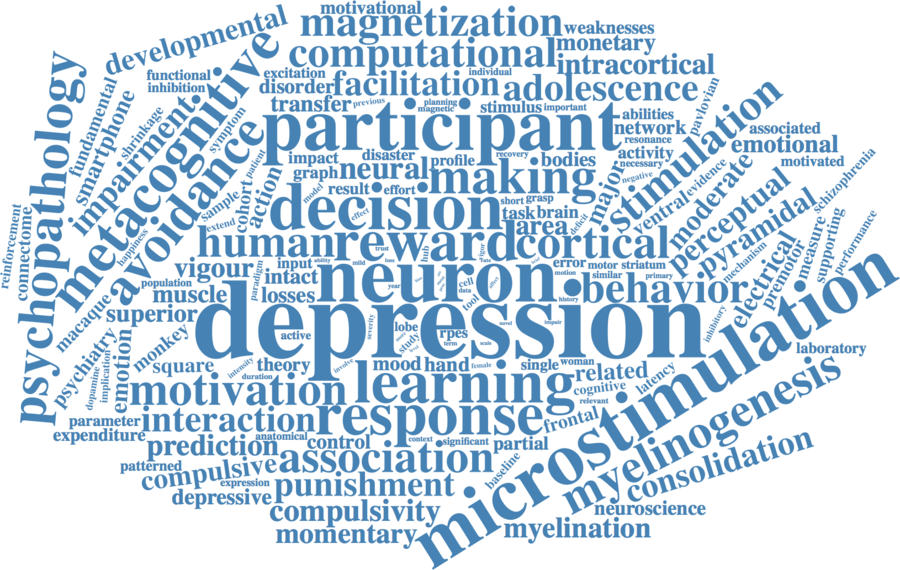 motivational
magnetization
weaknesses
developmental
computational
monetary
intracortical
functional
inhibition
excitation
individual
disorder
facilitation
adolescence
psychopathology
fundamental
smartphone
shrinkage
impairment
metacognitive
avoidance
symptom
transfer
previous
planning
magnetic
stimulus
important
pavlovian
participant
abilities
network
resonance
associated
stimulation
emotional
motivated
impact
disaster
recovery
bodies
activity
necessary
negative
graph
neural
profile
making
major
ventral
evidence
moderate
schizophrenia
patient
cohort
action
model
result
effort
short
grasp
decision
effect
task
brain
area
deficit
perceptual
pyramidal
sample
extend
happiness
reinforcement
connectome
human
trust
reward
hub
cortical
mechanism
premotor
measure
supporting
performance
vigour
input
ability
mild
loss
error
motor
striatum
population
paradigm
intact
neuron
cell
data
motion
similar
primary
electrical
muscle
losses
year
tool
behavior
macaque
superior
severity
history
inhibitory
depression
monkey
active
lobe
study
rpes
term
novel
scale
despair
microstimulation
laboratory
psychiatry
dopamine
implication
emotion
square
intensity
duration
theory
involve
mood
hand
female
single
woman
related
latency
motivation
learning
cognitive
relevant
myelinogenesis
parameter
expenditure
interaction
response
frontal
prediction
anatomical
control
context
significant
partial
patterned
compulsive
expression
association
baseline
consolidation
depressive
punishment
neuroscience
compulsivity
momentary
myelination